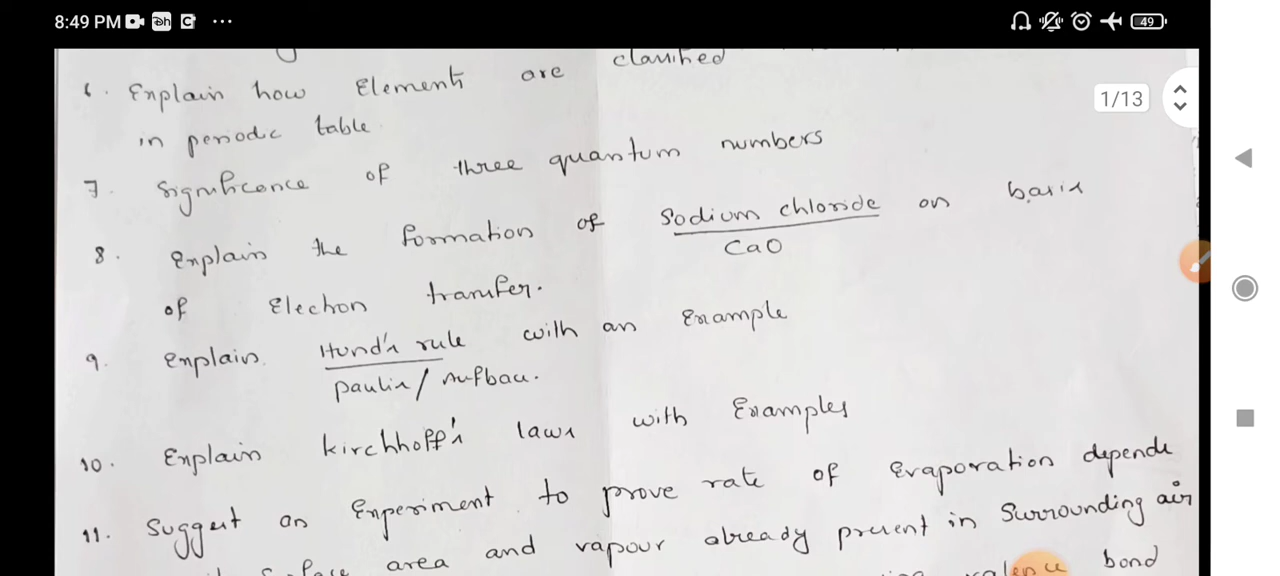 8:49 PM
49
1/13
6. Explain how Elements are classified
in periodic table
7. Significance of three quantum numbers
8. Explain the formation of Sodium chloride on basis
CaO
of Electron transfer.
9. Explain Hund's rule with an Example
Paulis/Aufbau.
10. Explain Kirchhoff's laws with Examples
11. Suggest an Experiment to prove rate of Evaporation depends
area and vapour already present in Surrounding air
bond